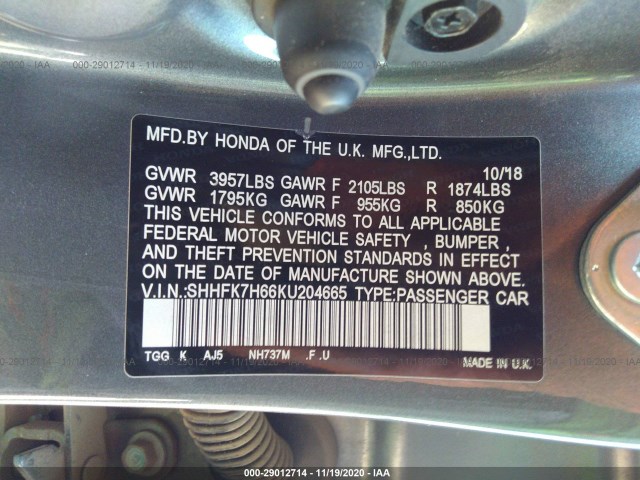 000-29012714 - 11/19/2020 - IAA
MFD.BY HONDA OF THE U.K. MFG.,LTD.
10/18
GVWR 3957LBS GAWR F 2105LBS R 1874LBS
GVWR 1795KG GAWR F 955KG R 850KG
THIS VEHICLE CONFORMS TO ALL APPLICABLE
FEDERAL MOTOR VEHICLE SAFETY , BUMPER ,
AND THEFT PREVENTION STANDARDS IN EFFECT
ON THE DATE OF MANUFACTURE SHOWN ABOVE.
V.I.N.:SHHFK7H66KU204665 TYPE:PASSENGER CAR
TGG K AJ5 NH737M .F .U
MADE IN U.K.
000-29012714 - 11/19/2020 - IAA